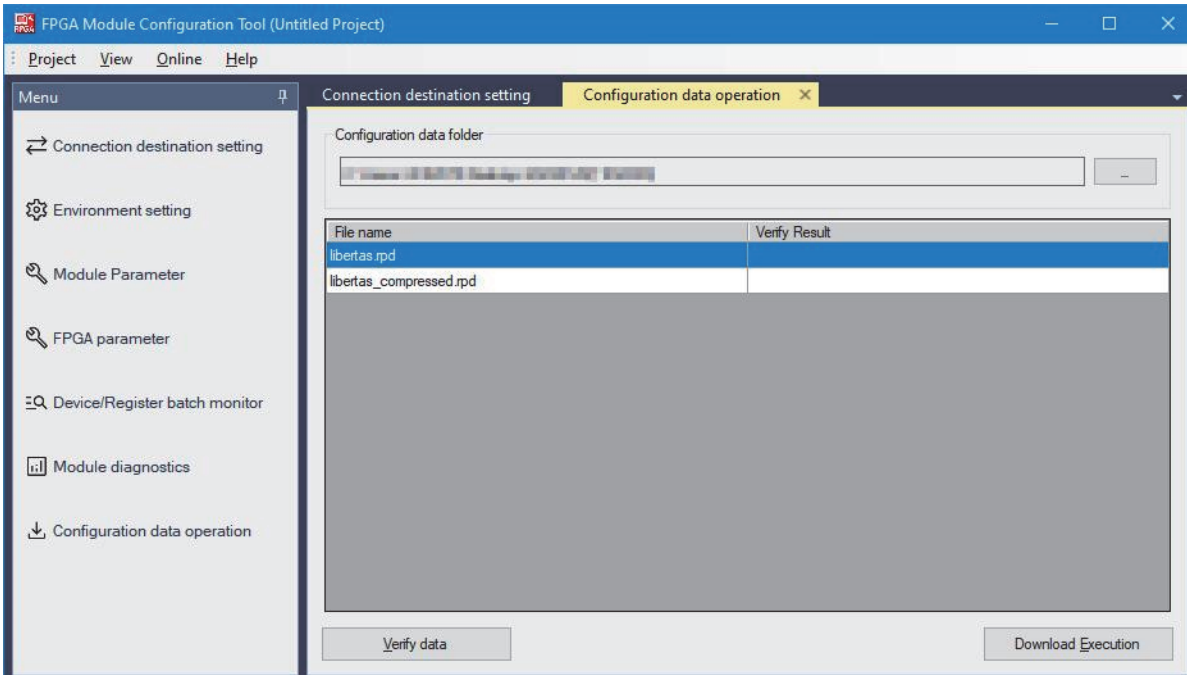 FPGA Module Configuration Tool (Untitled Project)
Project View Online Help
Menu
Connection destination setting
Environment setting
Module Parameter
FPGA parameter
Device/Register batch monitor
Module diagnostics
Configuration data operation
Connection destination setting Configuration data operation
Configuration data folder
File name Verify Result
libertas.rpd
libertas_compressed.rpd
Verify data Download Execution